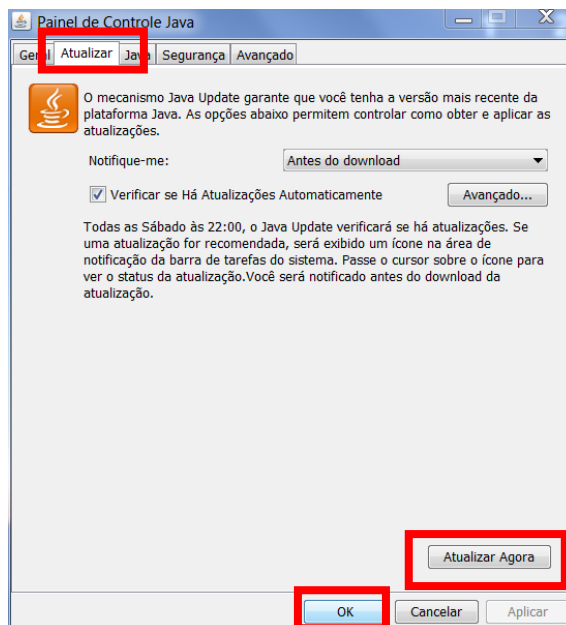 Painel de Controle Java
Geral Atualizar Java Segurança Avançado
O mecanismo Java Update garante que você tenha a versão mais recente da
plataforma Java. As opções abaixo permitem controlar como obter e aplicar as
atualizações.
Notifique-me: Antes do download
Verificar se Há Atualizações Automaticamente Avançado...
Todas as Sábado às 22:00, o Java Update verificará se há atualizações. Se
uma atualização for recomendada, será exibido um ícone na área de
notificação da barra de tarefas do sistema. Passe o cursor sobre o ícone para
ver o status da atualização.Você será notificado antes do download da
atualização.
Atualizar Agora
OK Cancelar Aplicar